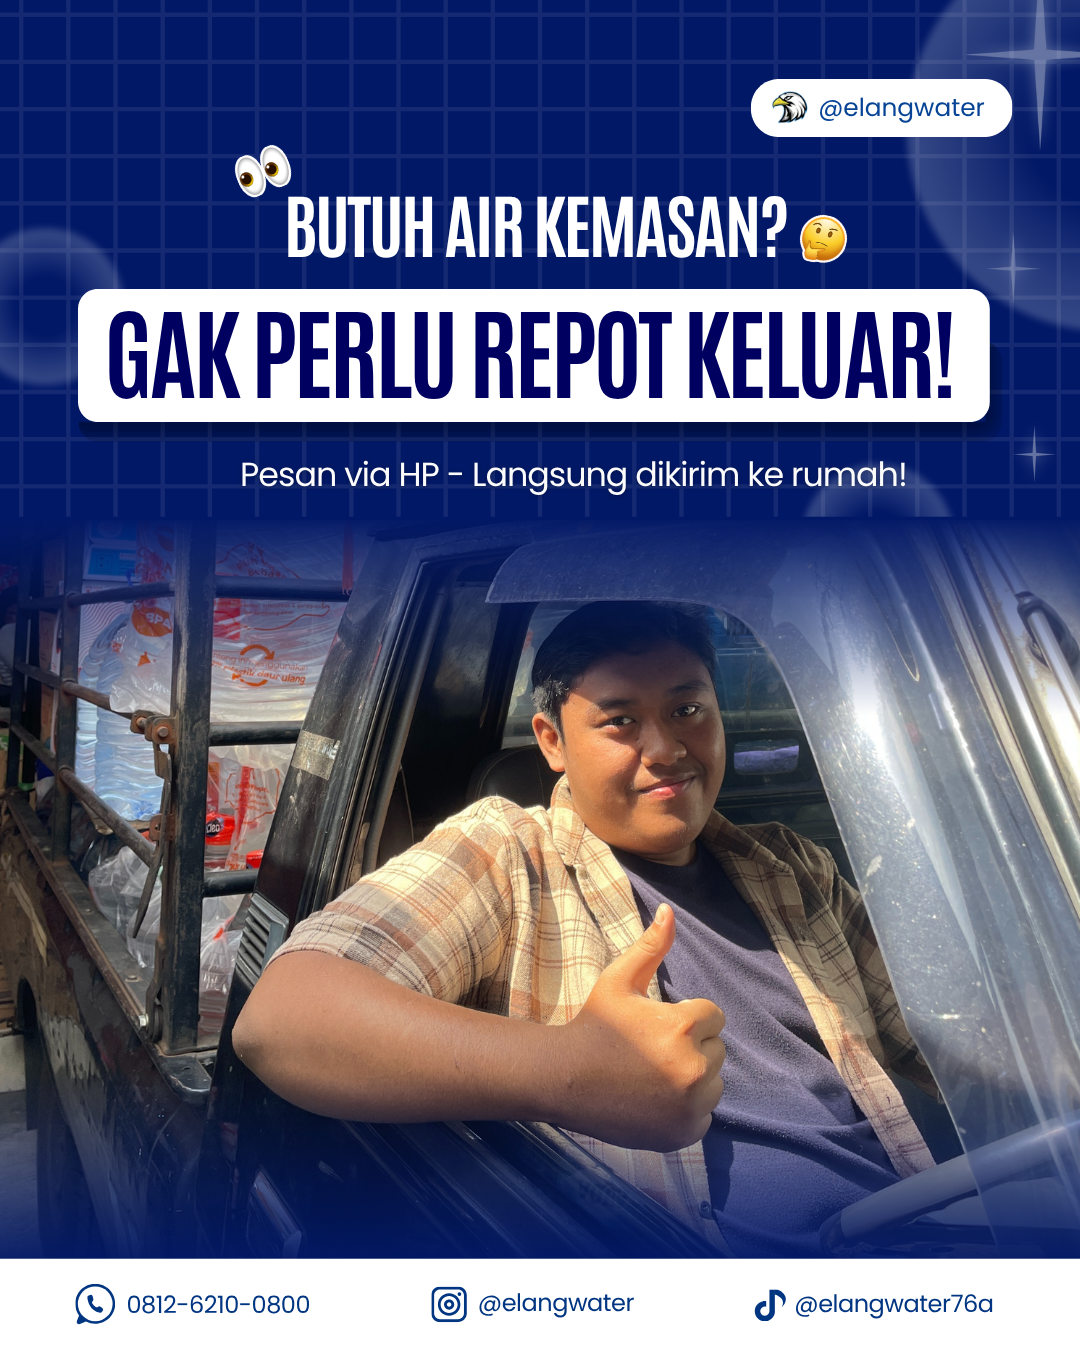 @elangwater
BUTUH AIR KEMASAN?
GAK PERLU REPOT KELUAR!
Pesan via HP - Langsung dikirim ke rumah!
ulang
0812-6210-0800
@elangwater
@elangwater76a